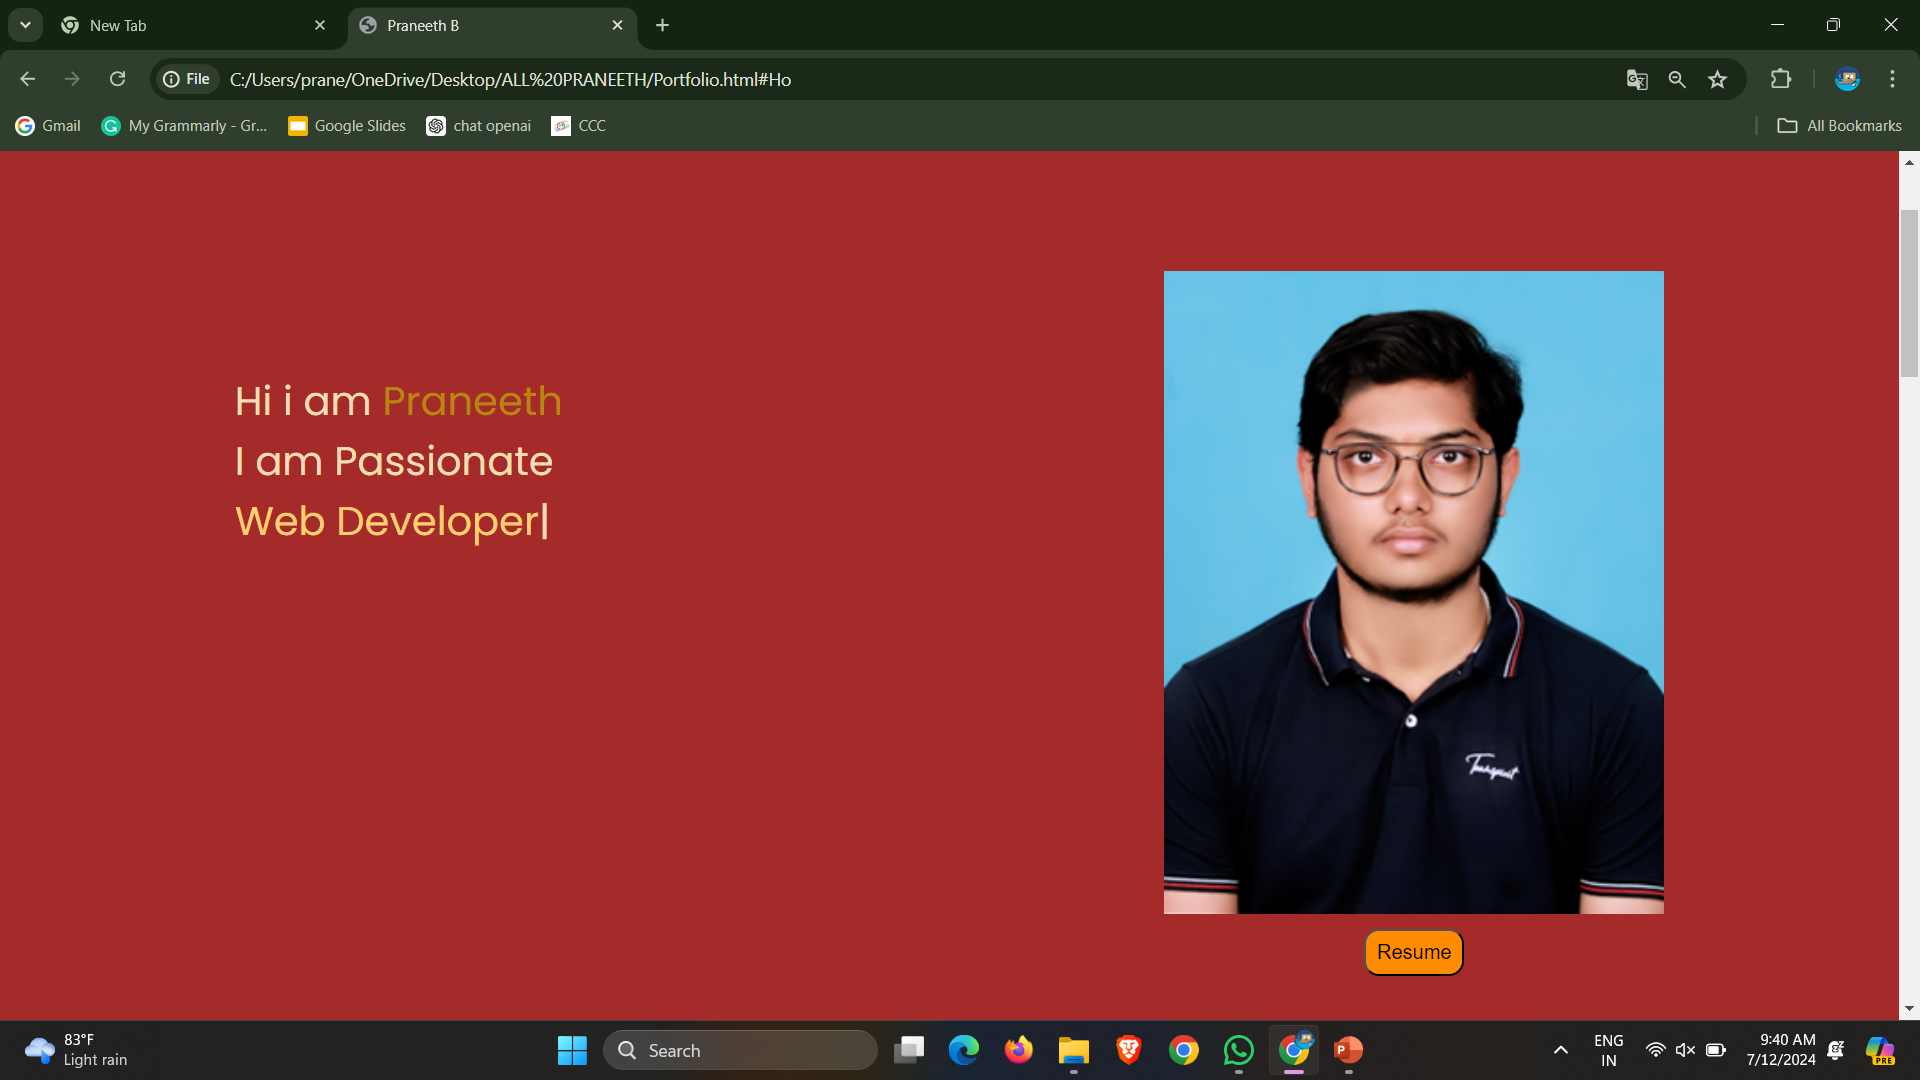 New Tab
Praneeth B
File C:/Users/prane/OneDrive/Desktop/ALL%20PRANEETH/Portfolio.html#Ho
Gmail My Grammarly - Gr... Google Slides chat openai CCC All Bookmarks
Hi i am Praneeth
I am Passionate
Web Developer|
Resume
83°F
Light rain
Search
ENG
IN
9:40 AM
7/12/2024
PRE